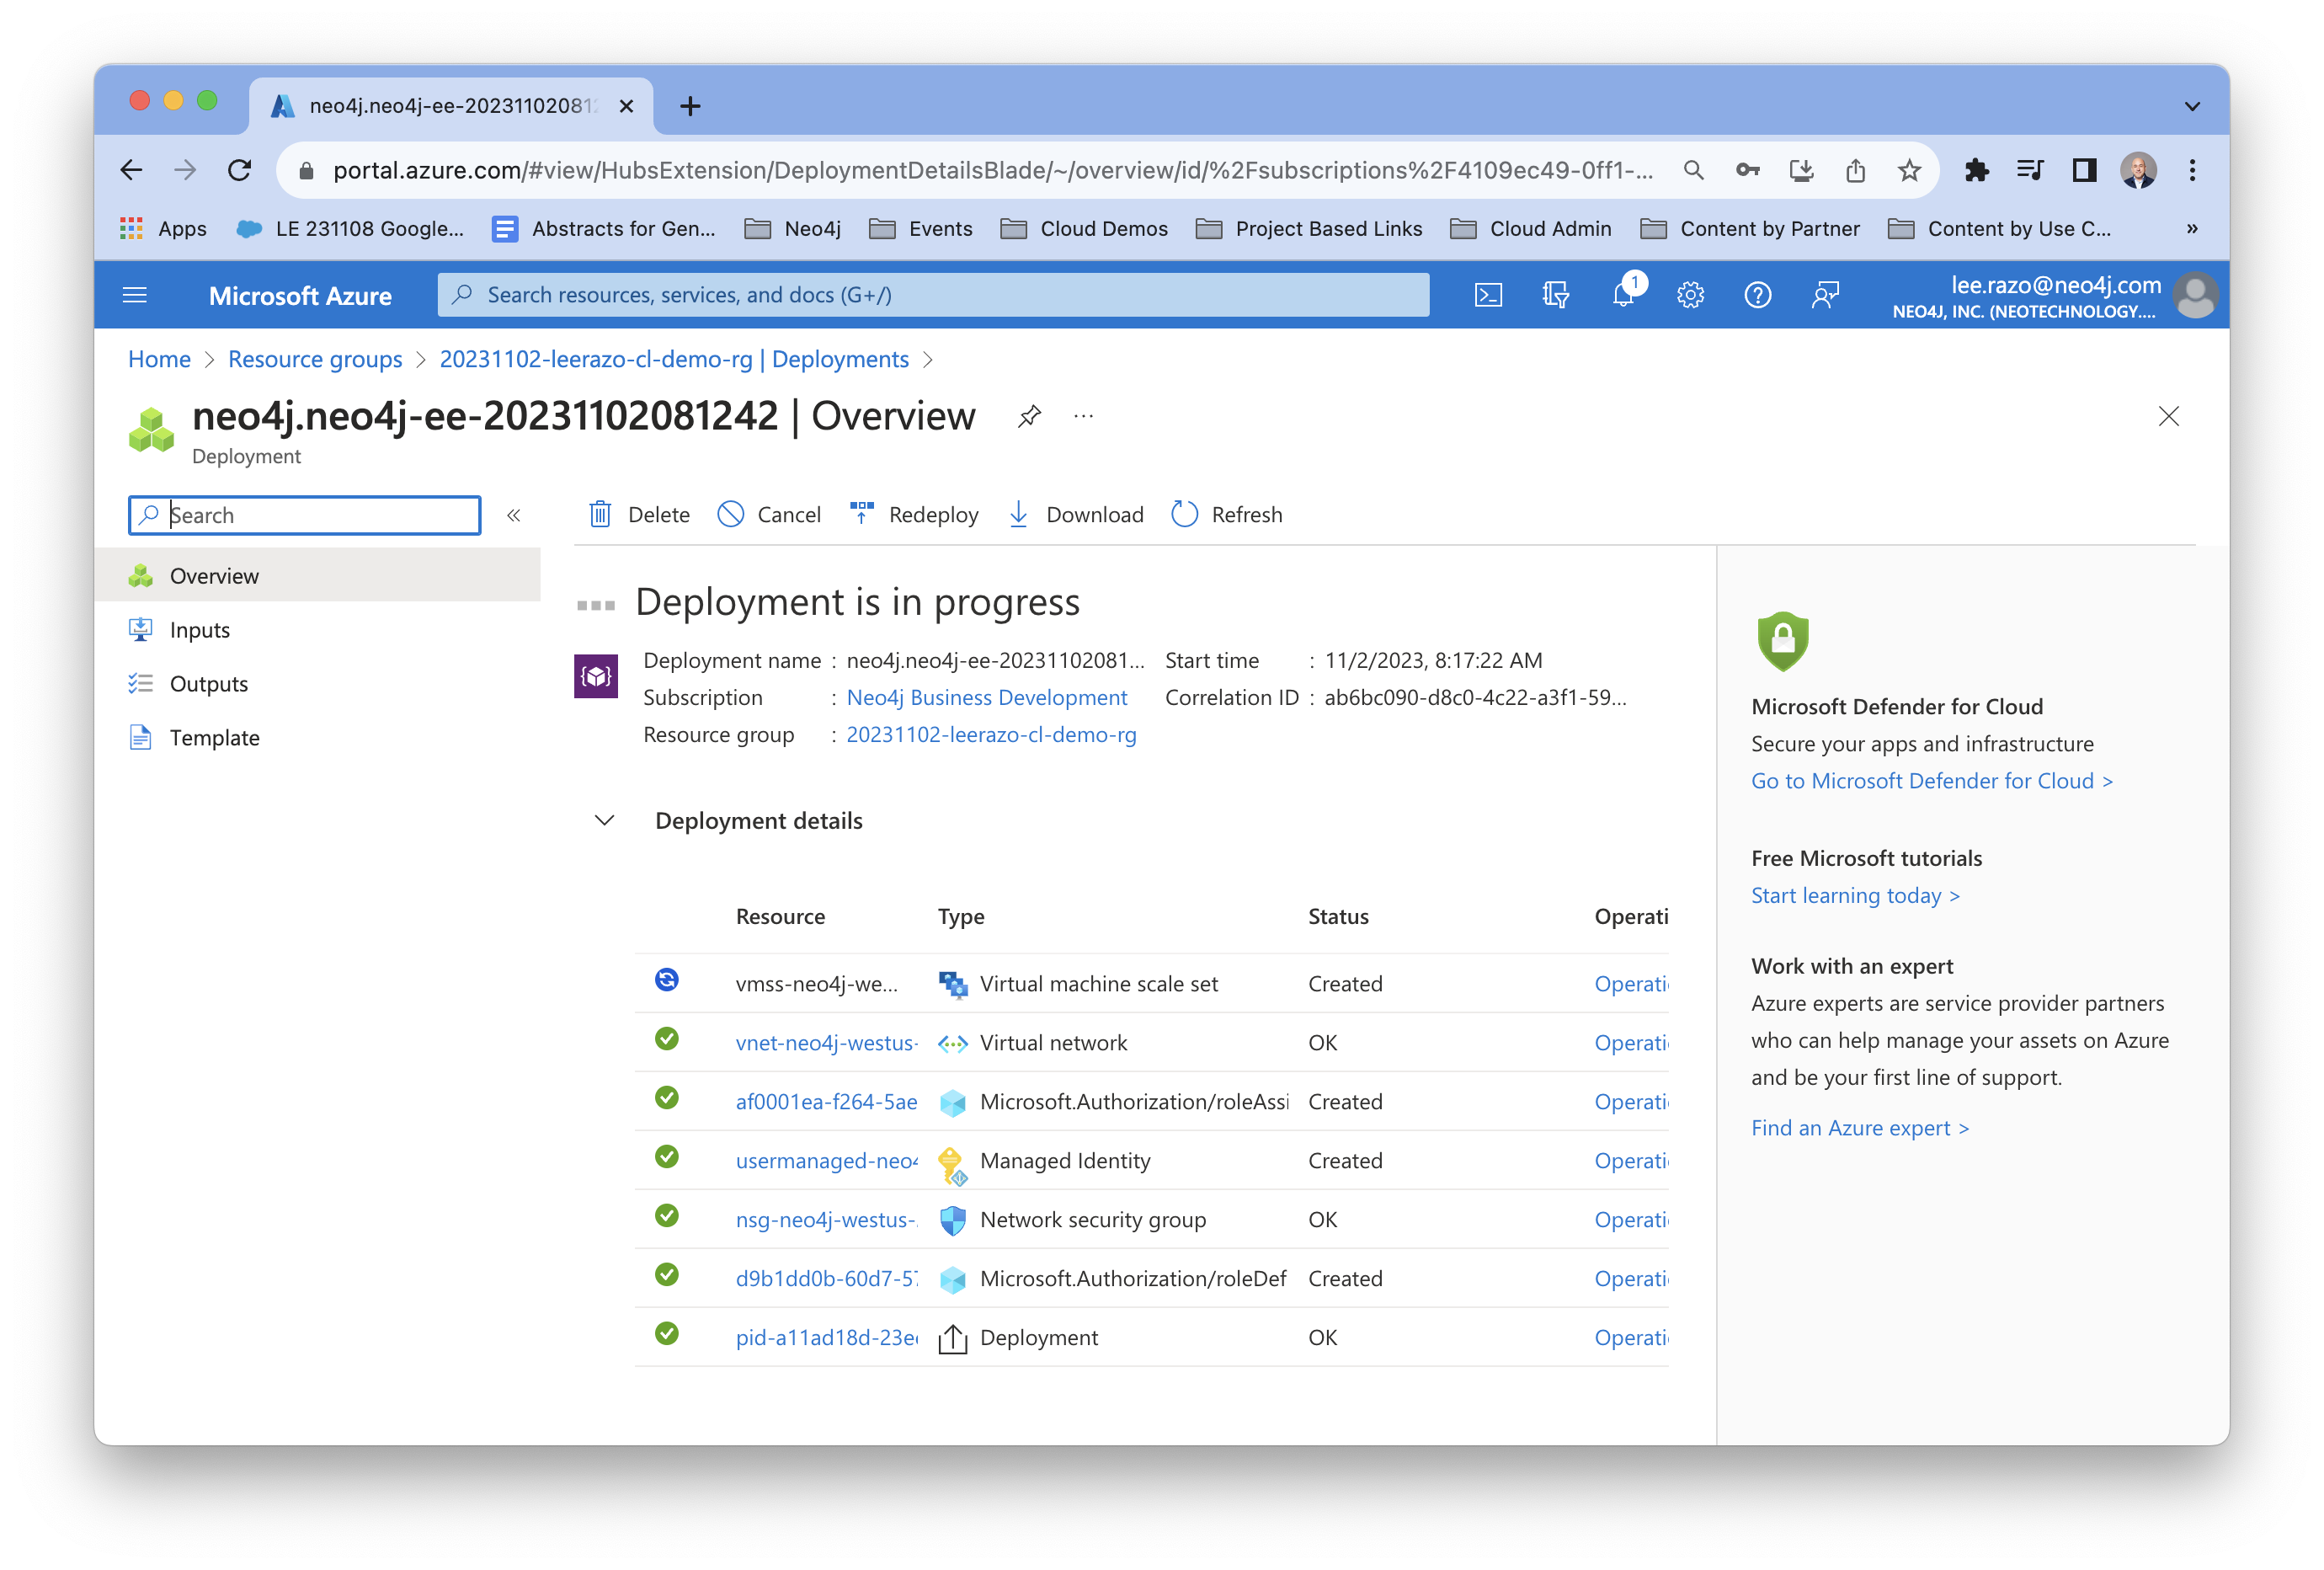 neo4j.neo4j-ee-2023110208124
portal.azure.com/#view/HubsExtension/DeploymentDetailsBlade/~/overview/id/%2Fsubscriptions%2F4109ec49-0ff1-...
Apps LE 231108 Google... Abstracts for Gen... Neo4j Events Cloud Demos Project Based Links Cloud Admin Content by Partner Content by Use C... »
Microsoft Azure
Search resources, services, and docs (G+/)
1
lee.razo@neo4j.com
NEO4J, INC. (NEOTECHNOLOGY....
Home > Resource groups > 20231102-leerazo-cl-demo-rg | Deployments >
neo4j.neo4j-ee-20231102081242 | Overview ...
Deployment
Search «
Overview
Inputs
Outputs
Template
Delete Cancel Redeploy Download Refresh
Deployment is in progress
Deployment name : neo4j.neo4j-ee-20231102081... Start time : 11/2/2023, 8:17:22 AM
Subscription : Neo4j Business Development Correlation ID : ab6bc090-d8c0-4c22-a3f1-59...
Resource group : 20231102-leerazo-cl-demo-rg
Deployment details
Resource Type Status Operati
vmss-neo4j-we... Virtual machine scale set Created Operati
vnet-neo4j-westus- Virtual network OK Operati
af0001ea-f264-5ae Microsoft.Authorization/roleAssi Created Operati
usermanaged-neo4 Managed Identity Created Operati
nsg-neo4j-westus-. Network security group OK Operati
d9b1dd0b-60d7-57 Microsoft.Authorization/roleDef Created Operati
pid-a11ad18d-23e Deployment OK Operati
Microsoft Defender for Cloud
Secure your apps and infrastructure
Go to Microsoft Defender for Cloud >
Free Microsoft tutorials
Start learning today >
Work with an expert
Azure experts are service provider partners
who can help manage your assets on Azure
and be your first line of support.
Find an Azure expert >